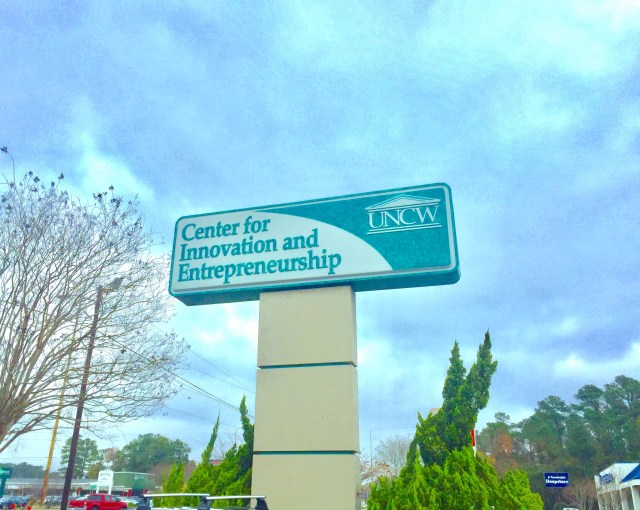 Center for
Innovation and
Entrepreneurship
UNCW